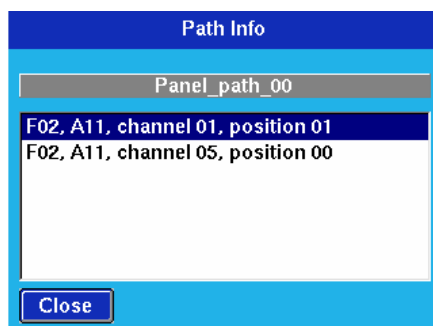 Path Info
Panel_path_00
F02, A11, channel 01, position 01
F02, A11, channel 05, position 00
Close